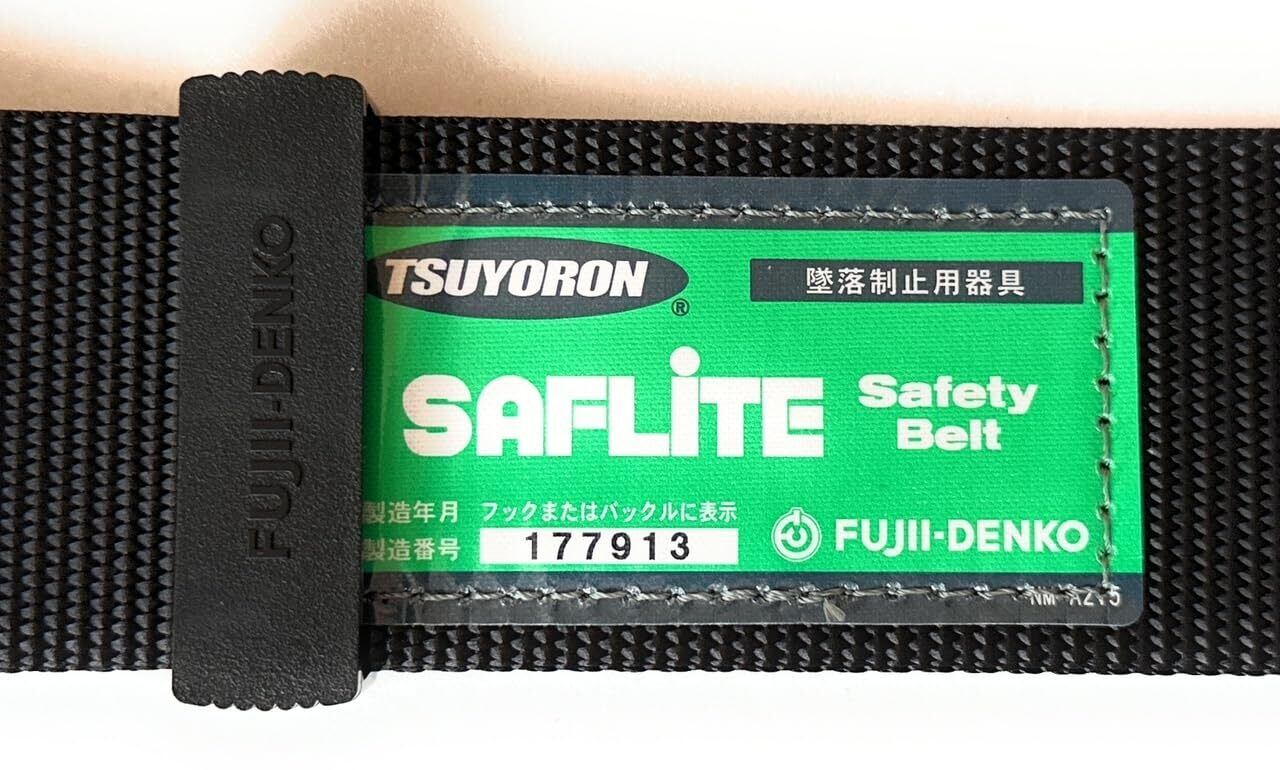 FUJII-DENKO
TSUYORON
®
墜落制止用器具
SAFLiTE
Safety
Belt
製造年月 フックまたはバックルに表示
製造番号 177913
FUJII-DENKO